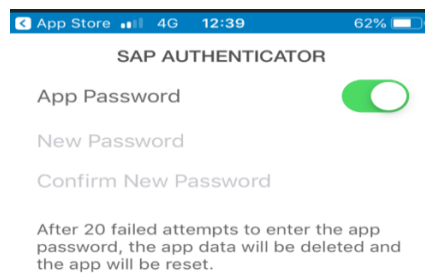 App Store 4G 12:39 62%
SAP AUTHENTICATOR
App Password
New Password
Confirm New Password
After 20 failed attempts to enter the app
password, the app data will be deleted and
the app will be reset.